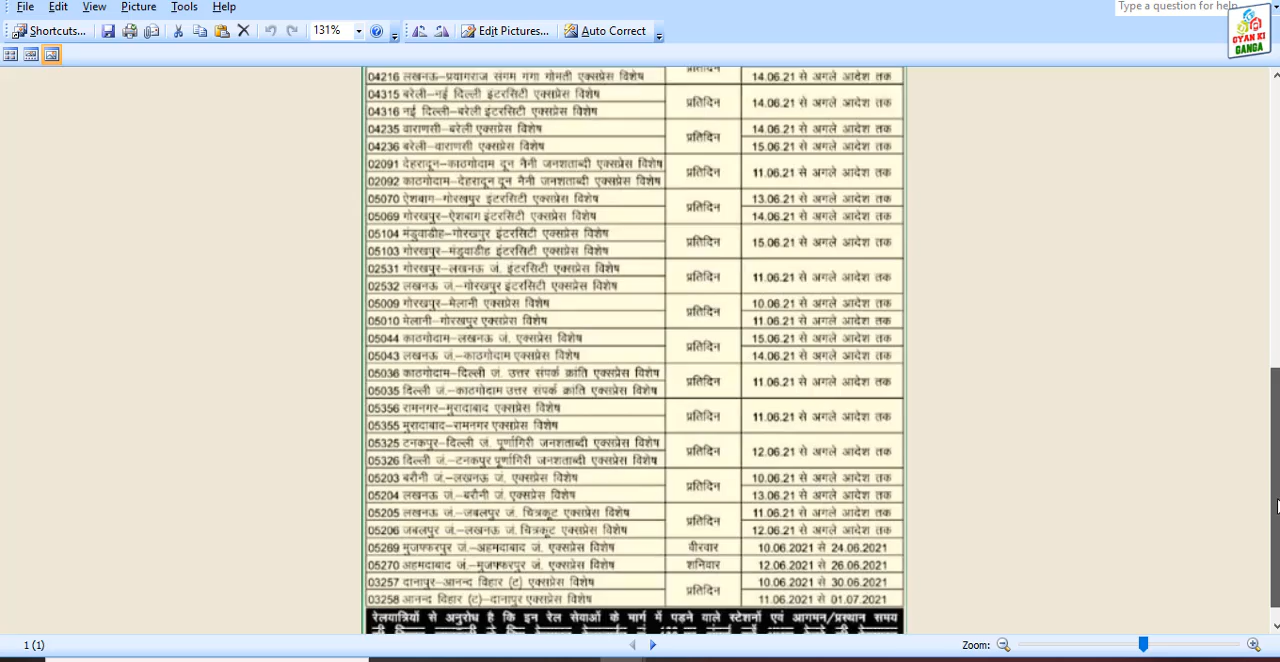 File Edit View Picture Tools Help
Type a question for help
Shortcuts... 131% Edit Pictures... Auto Correct
GYAN KI
GANGA
04216 लखनऊ–प्रयागराज संगम गंगा गोमती एक्सप्रेस विशेष प्रतिदिन 14.06.21 से अगले आदेश तक
04315 बरेली–नई दिल्ली इंटरसिटी एक्सप्रेस विशेष
प्रतिदिन 14.06.21 से अगले आदेश तक
04316 नई दिल्ली–बरेली इंटरसिटी एक्सप्रेस विशेष
04235 वाराणसी–बरेली एक्सप्रेस विशेष 14.06.21 से अगले आदेश तक
प्रतिदिन
04236 बरेली–वाराणसी एक्सप्रेस विशेष 15.06.21 से अगले आदेश तक
02091 देहरादून–काठगोदाम दून नैनी जनशताब्दी एक्सप्रेस विशेष
प्रतिदिन 11.06.21 से अगले आदेश तक
02092 काठगोदाम–देहरादून दून नैनी जनशताब्दी एक्सप्रेस विशेष
05070 ऐशबाग–गोरखपुर इंटरसिटी एक्सप्रेस विशेष 13.06.21 से अगले आदेश तक
प्रतिदिन
05069 गोरखपुर–ऐशबाग इंटरसिटी एक्सप्रेस विशेष 14.06.21 से अगले आदेश तक
05104 मंडुवाडीह–गोरखपुर इंटरसिटी एक्सप्रेस विशेष
प्रतिदिन 15.06.21 से अगले आदेश तक
05103 गोरखपुर–मंडुवाडीह इंटरसिटी एक्सप्रेस विशेष
02531 गोरखपुर–लखनऊ जं. इंटरसिटी एक्सप्रेस विशेष
प्रतिदिन 11.06.21 से अगले आदेश तक
02532 लखनऊ जं.–गोरखपुर इंटरसिटी एक्सप्रेस विशेष
05009 गोरखपुर–मैलानी एक्सप्रेस विशेष 10.06.21 से अगले आदेश तक
प्रतिदिन
05010 मैलानी–गोरखपुर एक्सप्रेस विशेष 11.06.21 से अगले आदेश तक
05044 काठगोदाम–लखनऊ जं. एक्सप्रेस विशेष 15.06.21 से अगले आदेश तक
प्रतिदिन
05043 लखनऊ जं.–काठगोदाम एक्सप्रेस विशेष 14.06.21 से अगले आदेश तक
05036 काठगोदाम–दिल्ली जं. उत्तर संपर्क क्रांति एक्सप्रेस विशेष
प्रतिदिन 11.06.21 से अगले आदेश तक
05035 दिल्ली जं.–काठगोदाम उत्तर संपर्क क्रांति एक्सप्रेस विशेष
05356 रामनगर–मुरादाबाद एक्सप्रेस विशेष
प्रतिदिन 11.06.21 से अगले आदेश तक
05355 मुरादाबाद–रामनगर एक्सप्रेस विशेष
05325 टनकपुर–दिल्ली जं. पूर्णागिरी जनशताब्दी एक्सप्रेस विशेष
प्रतिदिन 12.06.21 से अगले आदेश तक
05326 दिल्ली जं.–टनकपुर पूर्णागिरी जनशताब्दी एक्सप्रेस विशेष
05203 बरौनी जं.–लखनऊ जं. एक्सप्रेस विशेष 10.06.21 से अगले आदेश तक
प्रतिदिन
05204 लखनऊ जं.–बरौनी जं. एक्सप्रेस विशेष 13.06.21 से अगले आदेश तक
05205 लखनऊ जं.–जबलपुर जं. चित्रकूट एक्सप्रेस विशेष 11.06.21 से अगले आदेश तक
प्रतिदिन
05206 जबलपुर जं.–लखनऊ जं. चित्रकूट एक्सप्रेस विशेष 12.06.21 से अगले आदेश तक
05269 मुजफ्फरपुर जं.–अहमदाबाद जं. एक्सप्रेस विशेष वीरवार 10.06.2021 से 24.06.2021
05270 अहमदाबाद जं.–मुजफ्फरपुर जं. एक्सप्रेस विशेष शनिवार 12.06.2021 से 26.06.2021
03257 दानापुर–आनन्द विहार (ट) एक्सप्रेस विशेष 10.06.2021 से 30.06.2021
प्रतिदिन
03258 आनन्द विहार (ट)–दानापुर एक्सप्रेस विशेष 11.06.2021 से 01.07.2021
रेलयात्रियों से अनुरोध है कि इन रेल सेवाओं के मार्ग में पड़ने वाले स्टेशनों एवं आगमन/प्रस्थान समय
1 (1) Zoom: